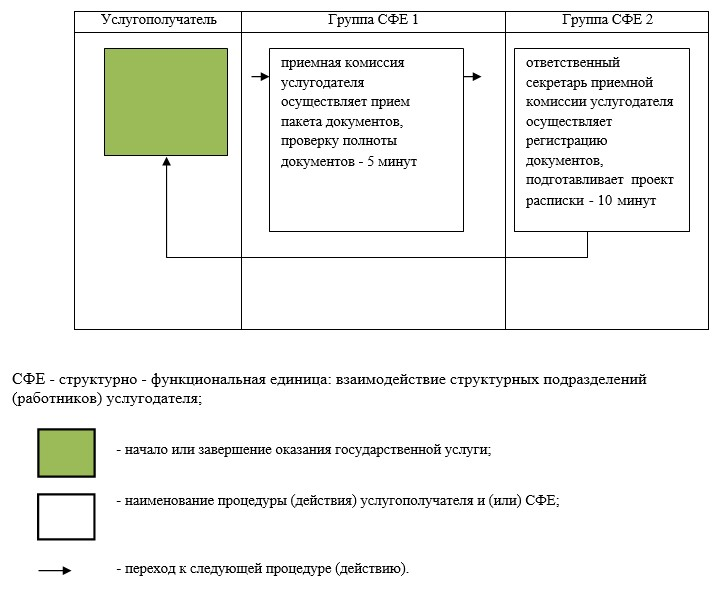 Услугополучатель
Группа СФЕ 1
Группа СФЕ 2
приемная комиссия
услугодателя
осуществляет прием
пакета документов,
проверку полноты
документов - 5 минут
ответственный
секретарь приемной
комиссии услугодателя
осуществляет
регистрацию
документов,
подготавливает проект
расписки - 10 минут
СФЕ - структурно - функциональная единица: взаимодействие структурных подразделений
(работников) услугодателя;
- начало или завершение оказания государственной услуги;
- наименование процедуры (действия) услугополучателя и (или) СФЕ;
- переход к следующей процедуре (действию).